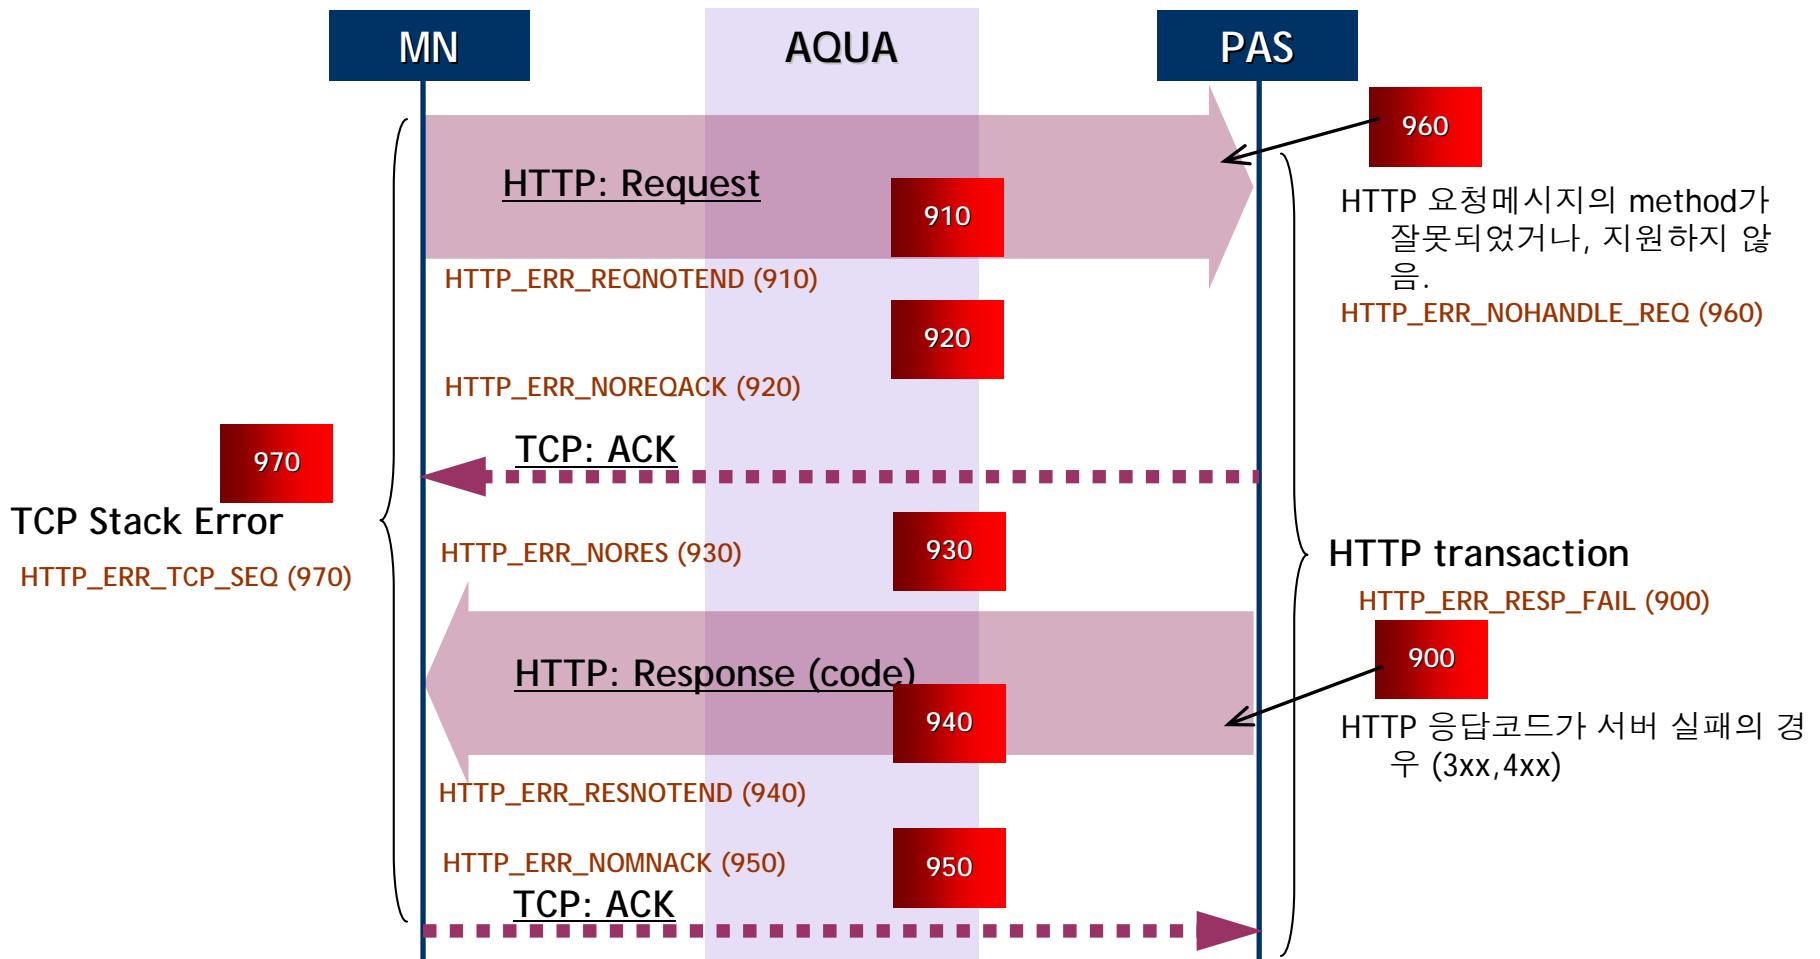 MN
AQUA
PAS
960
HTTP: Request
910
HTTP 요청메시지의 method가
잘못되었거나, 지원하지 않
음.
HTTP_ERR_REQNOTEND (910)
HTTP_ERR_NOHANDLE_REQ (960)
920
HTTP_ERR_NOREQACK (920)
TCP: ACK
970
TCP Stack Error
HTTP_ERR_TCP_SEQ (970)
HTTP_ERR_NORES (930)
930
HTTP transaction
HTTP_ERR_RESP_FAIL (900)
900
HTTP: Response (code)
940
HTTP 응답코드가 서버 실패의 경
우 (3xx,4xx)
HTTP_ERR_RESNOTEND (940)
HTTP_ERR_NOMNACK (950)
950
TCP: ACK